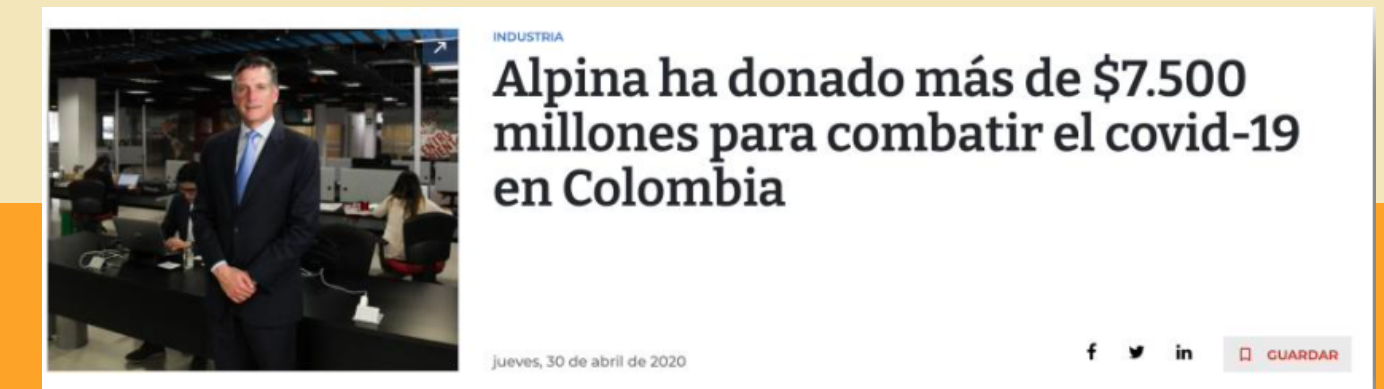 INDUSTRIA
Alpina ha donado más de $7.500
millones para combatir el covid-19
en Colombia
jueves, 30 de abril de 2020
GUARDAR